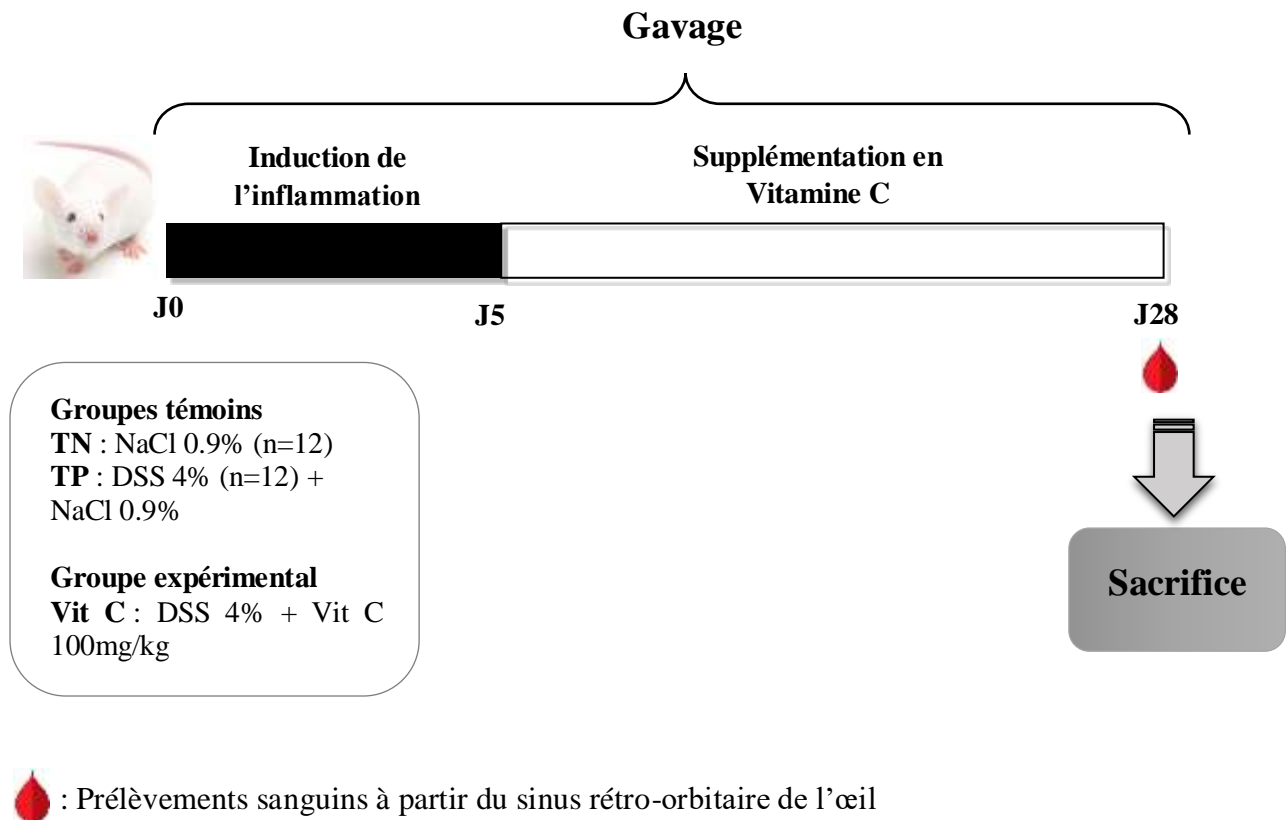 Gavage
Induction de
l’inflammation
Supplémentation en
Vitamine C
J0
J5
J28
Groupes témoins
TN : NaCl 0.9% (n=12)
TP : DSS 4% (n=12) +
NaCl 0.9%
Groupe expérimental
Vit C : DSS 4% + Vit C
100mg/kg
Sacrifice
: Prélèvements sanguins à partir du sinus rétro-orbitaire de l’œil